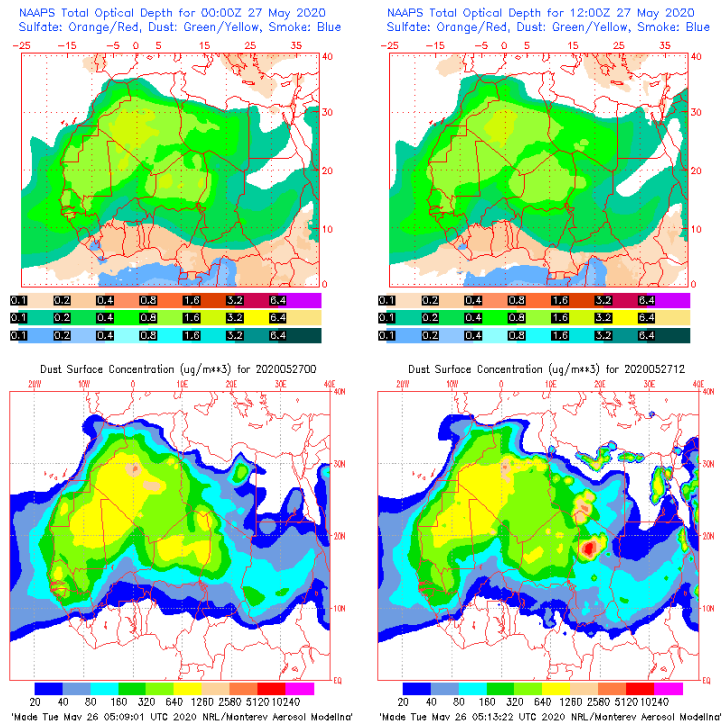 NAAPS Total Optical Depth for 00:00Z 27 May 2020
Sulfate: Orange/Red, Dust: Green/Yellow, Smoke: Blue
-25 -15 -5 5 15 25 35
40
30
20
10
0
0.1 0.2 0.4 0.8 1.6 3.2 6.4
0.1 0.2 0.4 0.8 1.6 3.2 6.4
0.1 0.2 0.4 0.8 1.6 3.2 6.4
NAAPS Total Optical Depth for 12:00Z 27 May 2020
Sulfate: Orange/Red, Dust: Green/Yellow, Smoke: Blue
-25 -15 -5 5 15 25 35
40
30
20
10
0
0.1 0.2 0.4 0.8 1.6 3.2 6.4
0.1 0.2 0.4 0.8 1.6 3.2 6.4
0.1 0.2 0.4 0.8 1.6 3.2 6.4
Dust Surface Concentration (ug/m**3) for 2020052700
20W 10W 0 10E 20E 30E 40E
40N
30N
20N
10N
EQ
20 40 80 160 320 640 1280 2560 5120 10240
'Made Tue May 26 05:09:01 UTC 2020 NRL/Monterey Aerosol Modeling'
Dust Surface Concentration (ug/m**3) for 2020052712
20W 10W 0 10E 20E 30E 40E
40N
30N
20N
10N
EQ
20 40 80 160 320 640 1280 2560 5120 10240
'Made Tue May 26 05:13:22 UTC 2020 NRL/Monterey Aerosol Modeling'